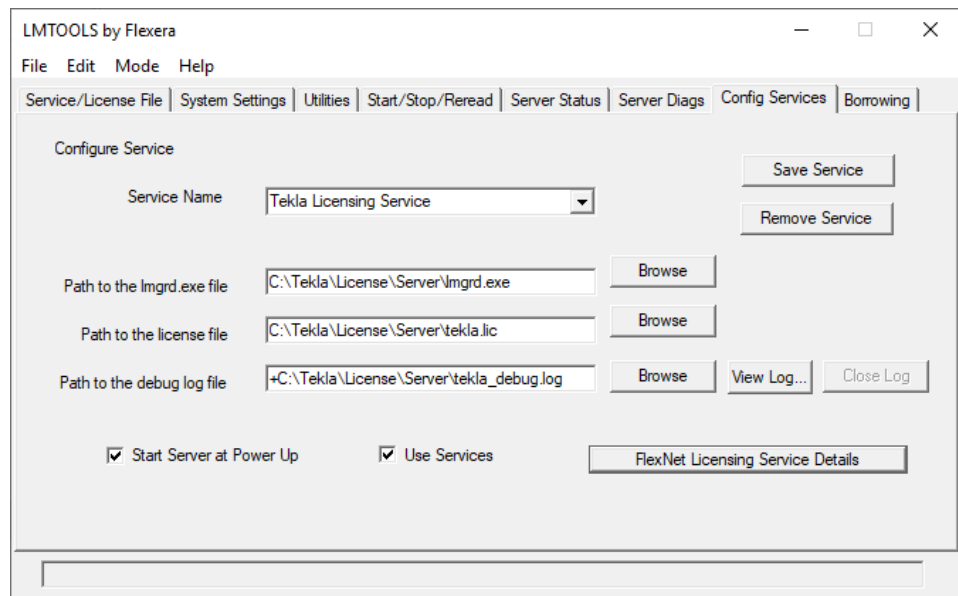 LMTOOLS by Flexera
File Edit Mode Help
Service/License File System Settings Utilities Start/Stop/Reread Server Status Server Diags Config Services Borrowing
Configure Service
Save Service
Service Name Tekla Licensing Service
Remove Service
Path to the lmgrd.exe file C:\Tekla\License\Server\lmgrd.exe Browse
Path to the license file C:\Tekla\License\Server\tekla.lic Browse
Path to the debug log file +C:\Tekla\License\Server\tekla_debug.log Browse View Log... Close Log
Start Server at Power Up Use Services FlexNet Licensing Service Details